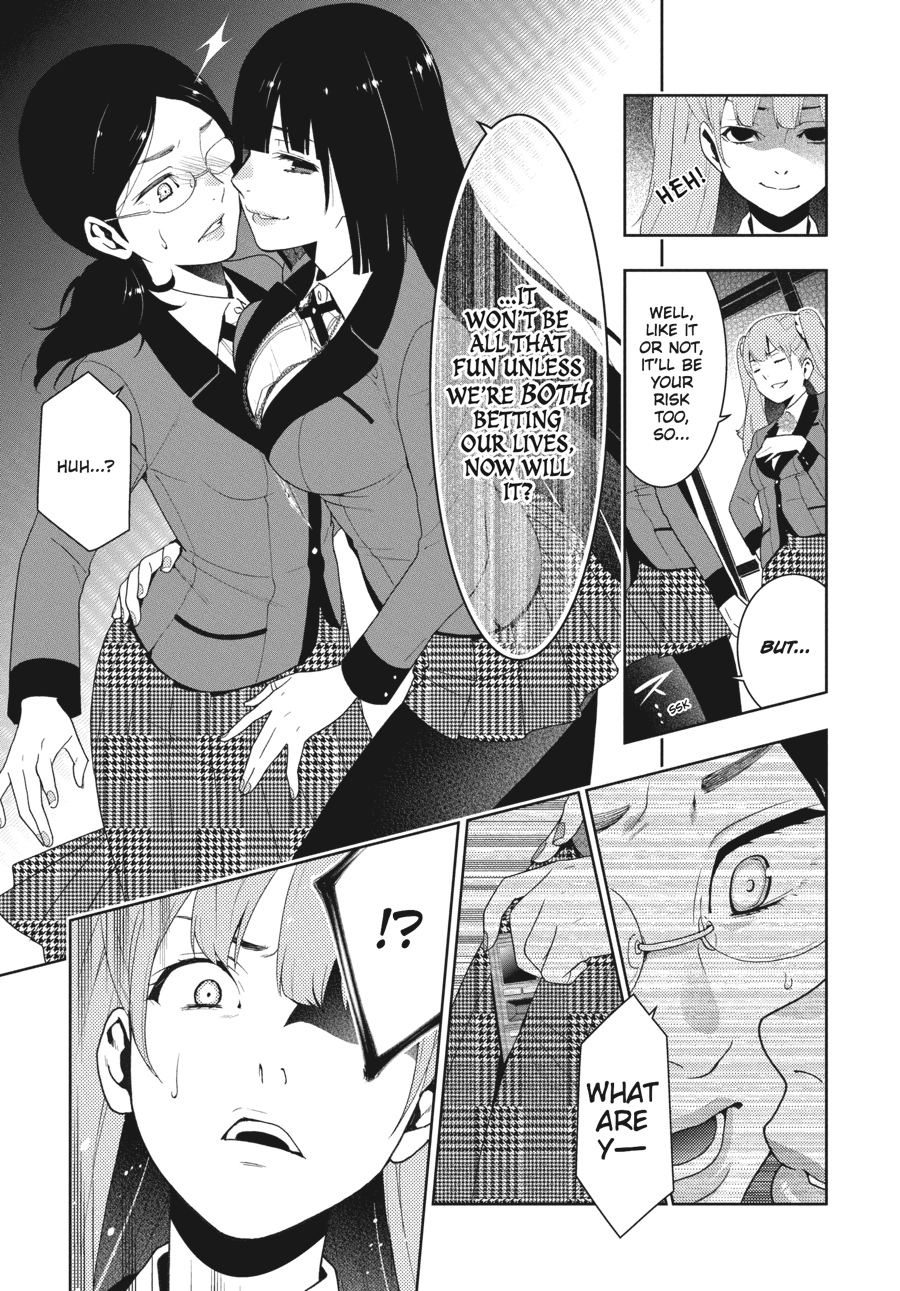 HEH!
WELL,
LIKE IT
OR NOT,
IT'LL BE
YOUR
RISK
TOO,
SO...
BUT...
ス...
SSK
...IT
WON'T BE
ALL THAT
FUN UNLESS
WE'RE BOTH
BETTING
OUR LIVES,
NOW WILL
IT?
HUH...?
WHAT
ARE
Y—
!?